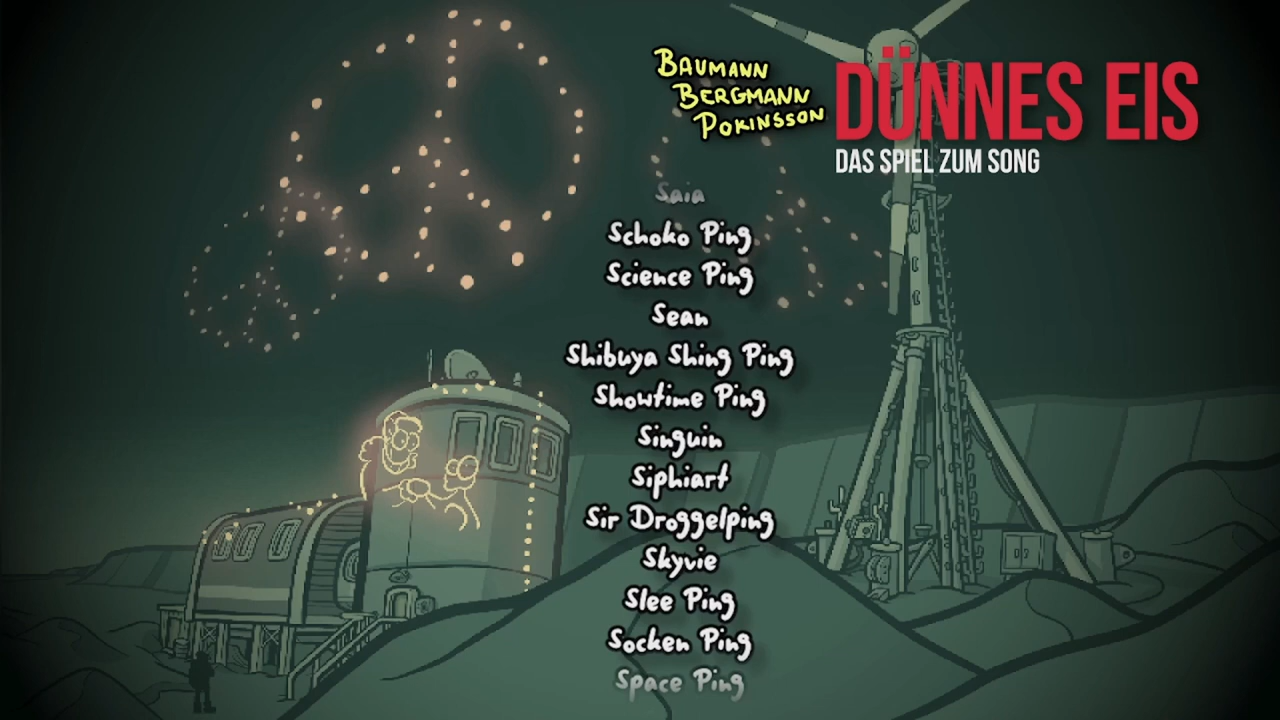 BAUMANN
BERGMANN
POKINSSON
DÜNNES EIS
DAS SPIEL ZUM SONG
Saia
Schoko Ping
Science Ping
Sean
Shibuya Shing Ping
Showtime Ping
Singuin
Siphiart
Sir Droggelping
Skyvie
Slee Ping
Socken Ping
Space Ping